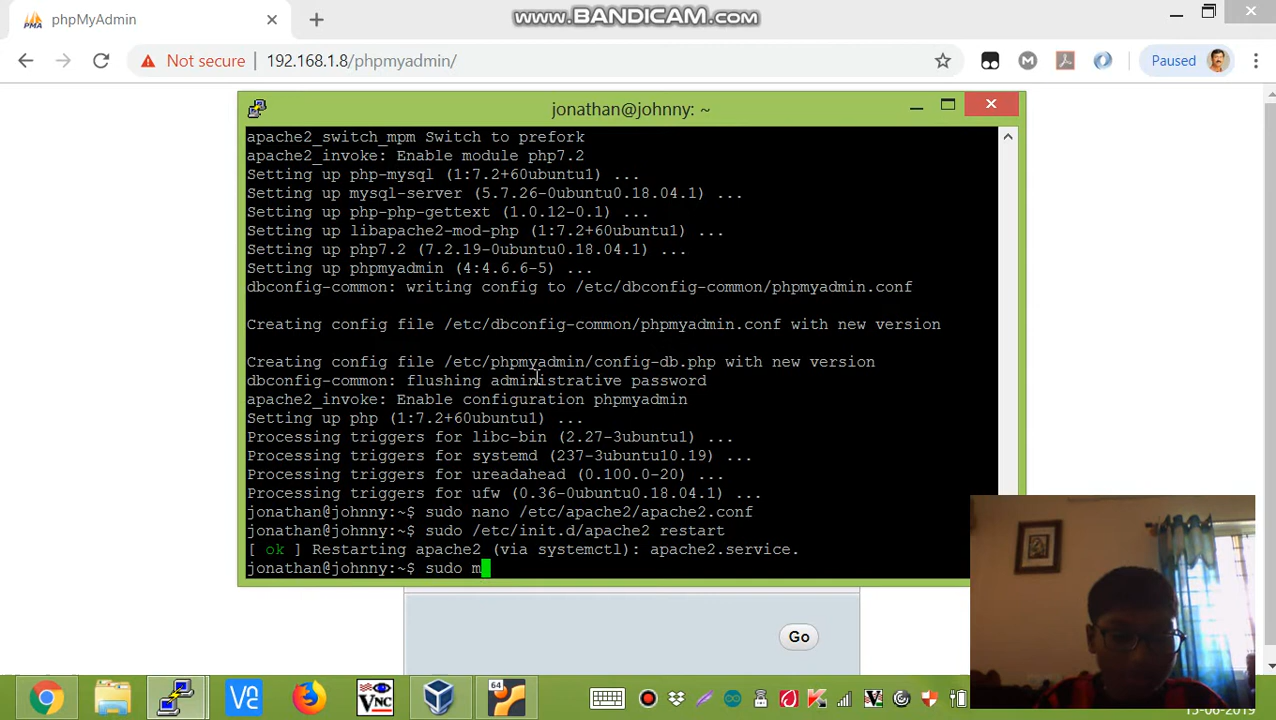 www.BANDICAM.com
PMA phpMyAdmin
Not secure 192.168.1.8/phpmyadmin/ Paused
jonathan@johnny: ~
apache2_switch_mpm Switch to prefork
apache2_invoke: Enable module php7.2
Setting up php-mysql (1:7.2+60ubuntu1) ...
Setting up mysql-server (5.7.26-0ubuntu0.18.04.1) ...
Setting up php-php-gettext (1.0.12-0.1) ...
Setting up libapache2-mod-php (1:7.2+60ubuntu1) ...
Setting up php7.2 (7.2.19-0ubuntu0.18.04.1) ...
Setting up phpmyadmin (4:4.6.6-5) ...
dbconfig-common: writing config to /etc/dbconfig-common/phpmyadmin.conf
Creating config file /etc/dbconfig-common/phpmyadmin.conf with new version
Creating config file /etc/phpmyadmin/config-db.php with new version
dbconfig-common: flushing administrative password
apache2_invoke: Enable configuration phpmyadmin
Setting up php (1:7.2+60ubuntu1) ...
Processing triggers for libc-bin (2.27-3ubuntu1) ...
Processing triggers for systemd (237-3ubuntu10.19) ...
Processing triggers for ureadahead (0.100.0-20) ...
Processing triggers for ufw (0.36-0ubuntu0.18.04.1) ...
jonathan@johnny:~$ sudo nano /etc/apache2/apache2.conf
jonathan@johnny:~$ sudo /etc/init.d/apache2 restart
[ ok ] Restarting apache2 (via systemctl): apache2.service.
jonathan@johnny:~$ sudo m
Go
64
VNC